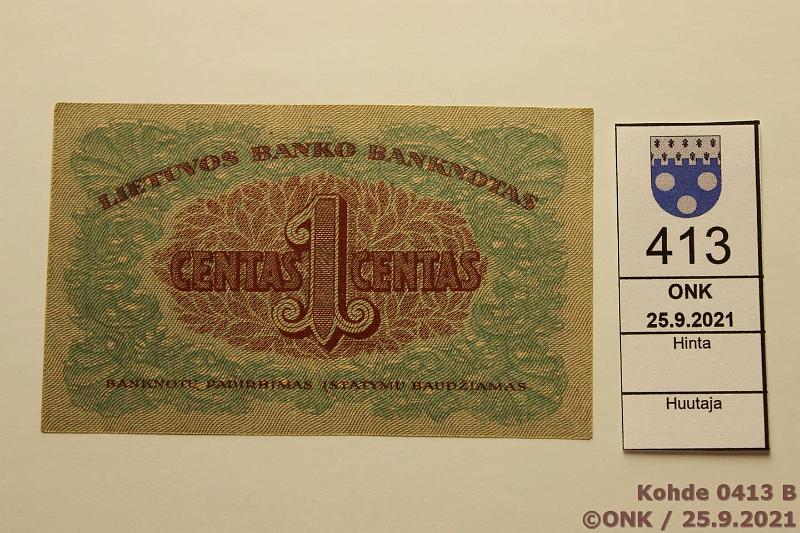 LIETUVOS BANKO BANKNOTAS
CENTAS 1 CENTAS
BANKNOTŲ PADIRBIMAS ĮSTATYMU BAUDŽIAMAS
413
ONK
25.9.2021
Hinta
Huutaja
Kohde 0413 B
©ONK / 25.9.2021